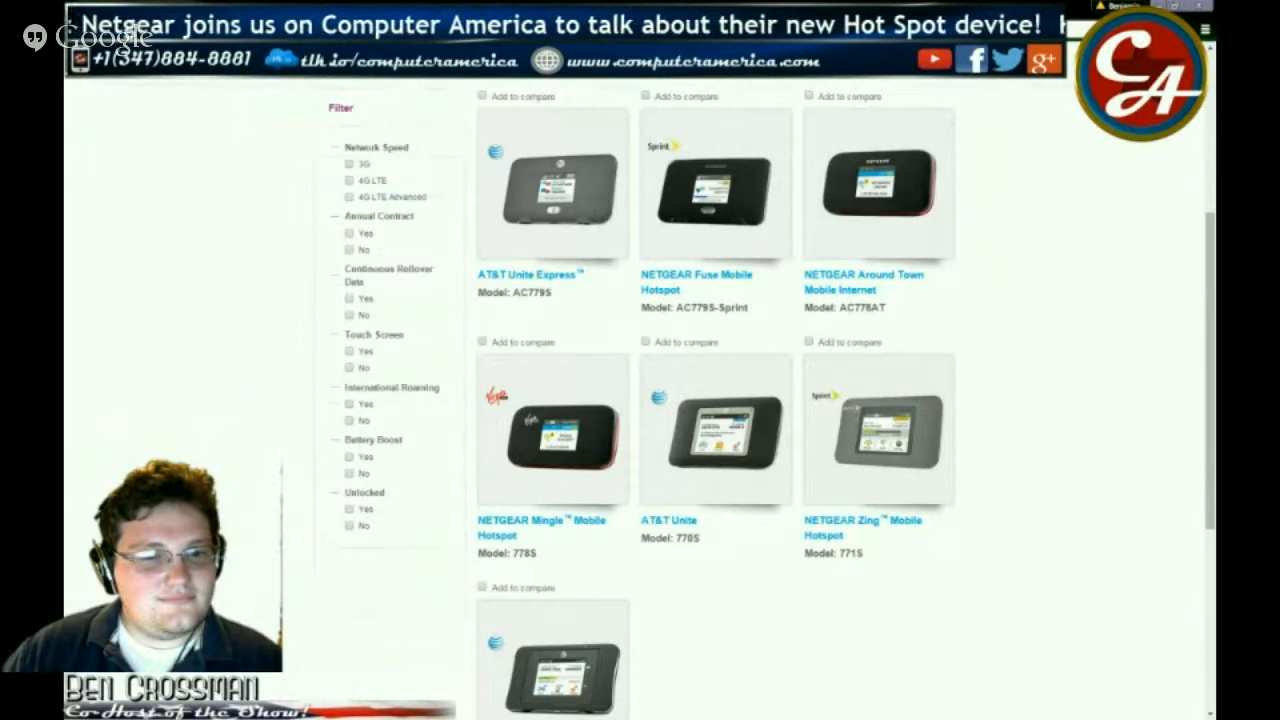 Netgear joins us on Computer America to talk about their new Hot Spot device! H
Google
+1(347)884-8881 tlk.io/computeramerica www.computeramerica.com
CA
Filter
Network Speed
3G
4G LTE
4G LTE Advanced
Annual Contract
Yes
No
Continuous Rollover
Data
Yes
No
Touch Screen
Yes
No
International Roaming
Yes
No
Battery Boost
Yes
No
Unlocked
Yes
No
Add to compare Add to compare Add to compare
Sprint
NETGEAR
AT&T Unite Express™
Model: AC779S
NETGEAR Fuse Mobile
Hotspot
Model: AC779S-Sprint
NETGEAR Around Town
Mobile Internet
Model: AC778AT
Add to compare Add to compare Add to compare
Virgin
Sprint
NETGEAR Mingle™ Mobile
Hotspot
Model: 778S
AT&T Unite
Model: 770S
NETGEAR Zing™ Mobile
Hotspot
Model: 771S
Add to compare
Ben Crossman
Co-Host of the Show!